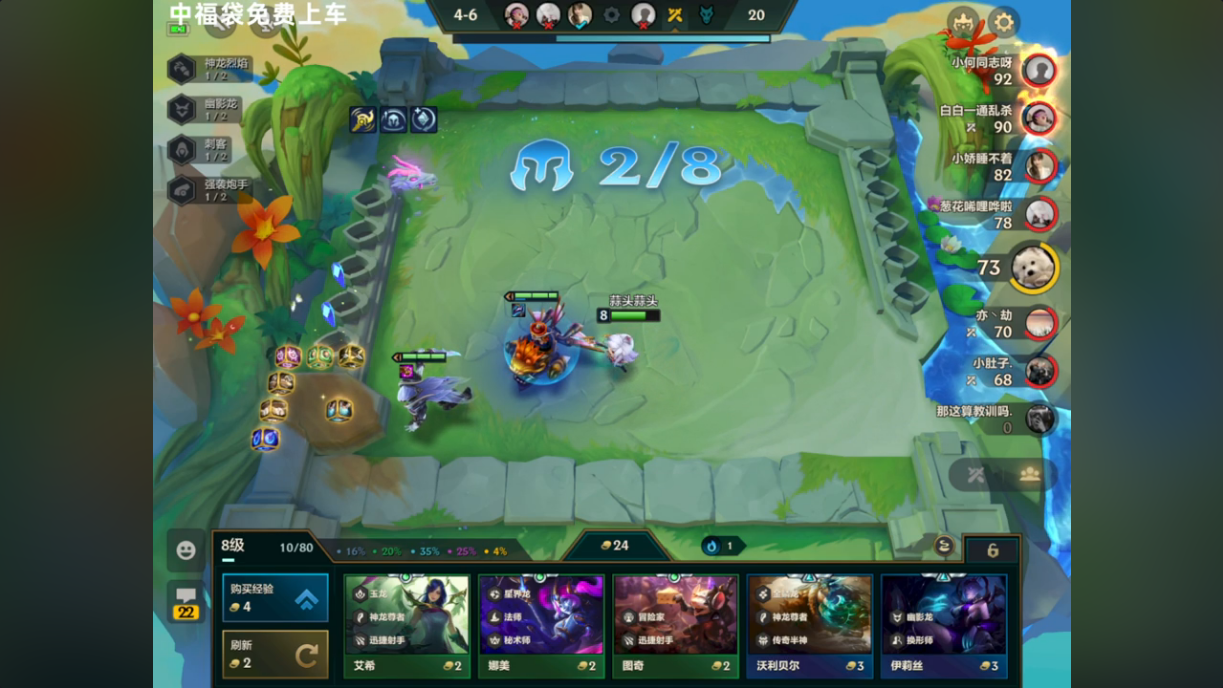 中福袋免费上车
4-6
20
神龙烈焰
1/2
幽影龙
1/2
刺客
1/2
强袭炮手
1/2
2/8
小何同志呀
92
白白一通乱杀
90
小娇睡不着
82
葱花唏哩哗啦
78
73
亦丶劫
70
小肚子.
68
那这算教训吗.
0
蒜头蒜头
8
8级
10/80
16% 20% 35% 25% 4%
24
1
6
购买经验
4
刷新
2
22
玉龙
神龙尊者
迅捷射手
艾希
2
星界龙
法师
秘术师
娜美
2
冒险家
迅捷射手
图奇
2
神龙尊者
传奇半神
沃利贝尔
3
幽影龙
换形师
伊莉丝
3